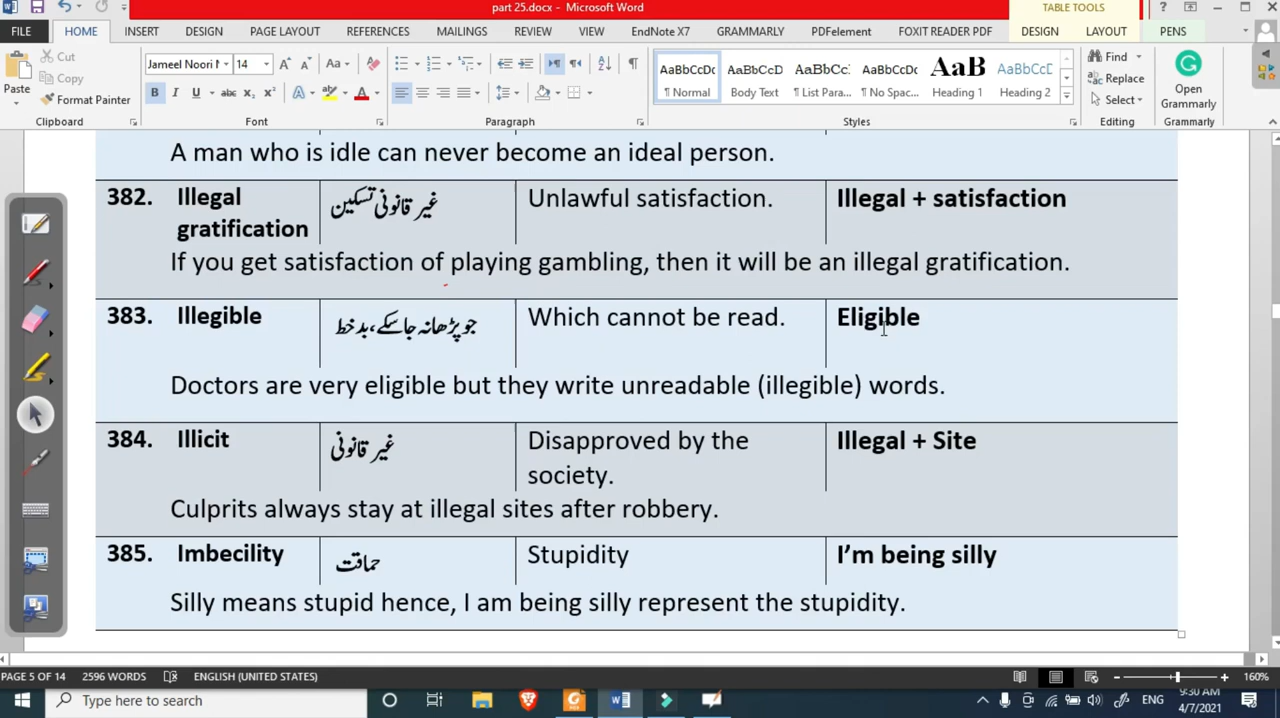 part 25.docx - Microsoft Word
TABLE TOOLS
FILE HOME INSERT DESIGN PAGE LAYOUT REFERENCES MAILINGS REVIEW VIEW EndNote X7 GRAMMARLY PDFelement FOXIT READER PDF DESIGN LAYOUT PENS
Cut
Copy
Format Painter
Paste
Jameel Noori N 14
Clipboard Font Paragraph Styles Editing Grammarly
AaBbCcDc AaBbCcD AaBbCc. AaBbCcDc AaB AaBbCcDc
¶ Normal Body Text ¶ List Para... ¶ No Spac... Heading 1 Heading 2
Find
Replace
Select
Open
Grammarly
A man who is idle can never become an ideal person.
382. Illegal gratification غیر قانونی تسکین Unlawful satisfaction. Illegal + satisfaction
If you get satisfaction of playing gambling, then it will be an illegal gratification.
383. Illegible جو پڑھا نہ جا سکے، بد خط Which cannot be read. Eligible
Doctors are very eligible but they write unreadable (illegible) words.
384. Illicit غیر قانونی Disapproved by the society. Illegal + Site
Culprits always stay at illegal sites after robbery.
385. Imbecility حماقت Stupidity I’m being silly
Silly means stupid hence, I am being silly represent the stupidity.
PAGE 5 OF 14 2596 WORDS ENGLISH (UNITED STATES) 160%
Type here to search
ENG
9:30 AM
4/7/2021